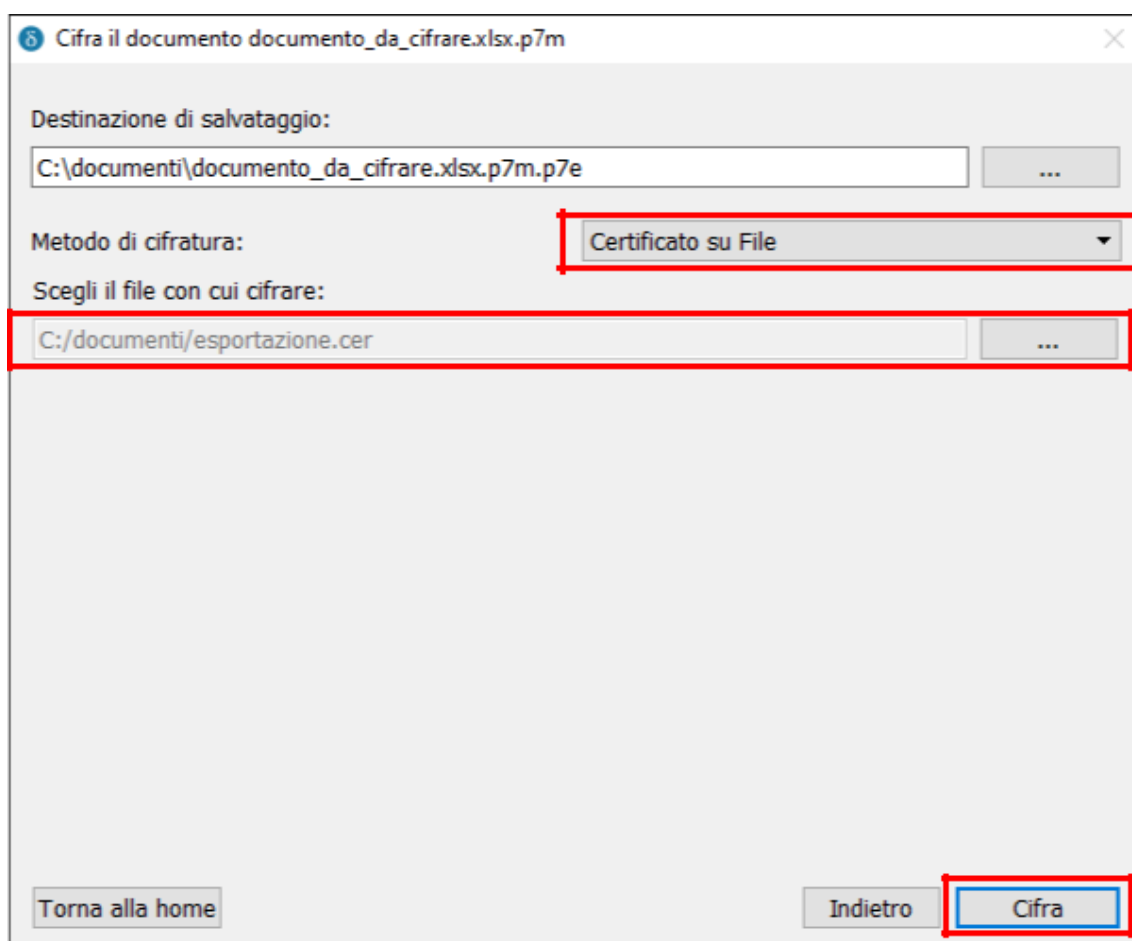 Cifra il documento documento_da_cifrare.xlsx.p7m
Destinazione di salvataggio:
C:\documenti\documento_da_cifrare.xlsx.p7m.p7e
...
Metodo di cifratura:
Certificato su File
Scegli il file con cui cifrare:
C:/documenti/esportazione.cer
...
Torna alla home
Indietro
Cifra